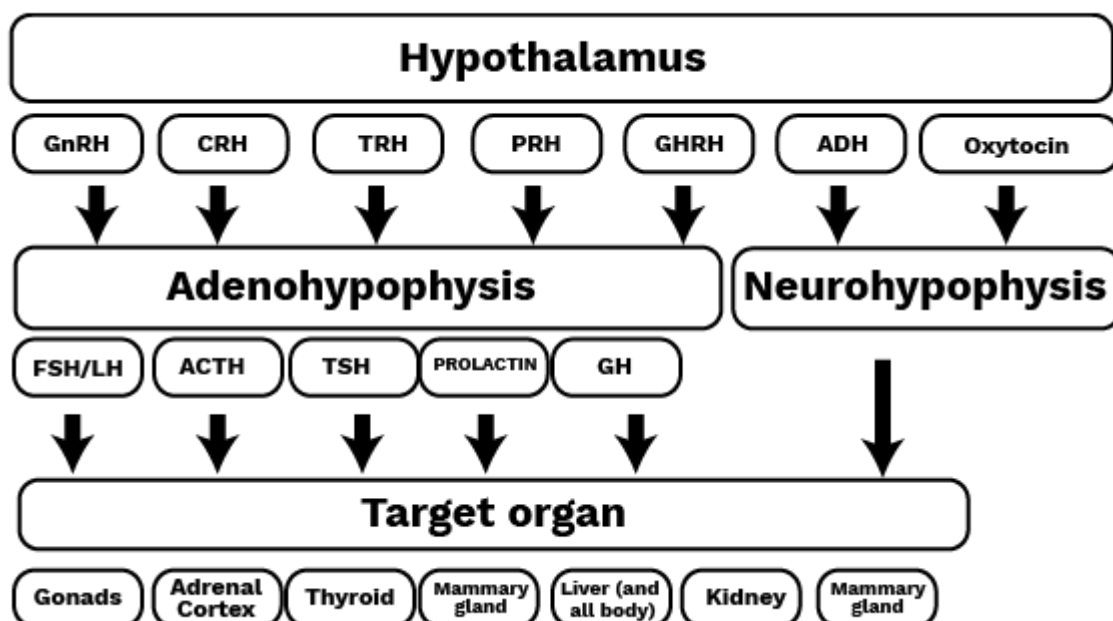 Hypothalamus
GnRH
CRH
TRH
PRH
GHRH
ADH
Oxytocin
Adenohypophysis
Neurohypophysis
FSH/LH
ACTH
TSH
PROLACTIN
GH
Target organ
Gonads
Adrenal
Cortex
Thyroid
Mammary
gland
Liver (and
all body)
Kidney
Mammary
gland